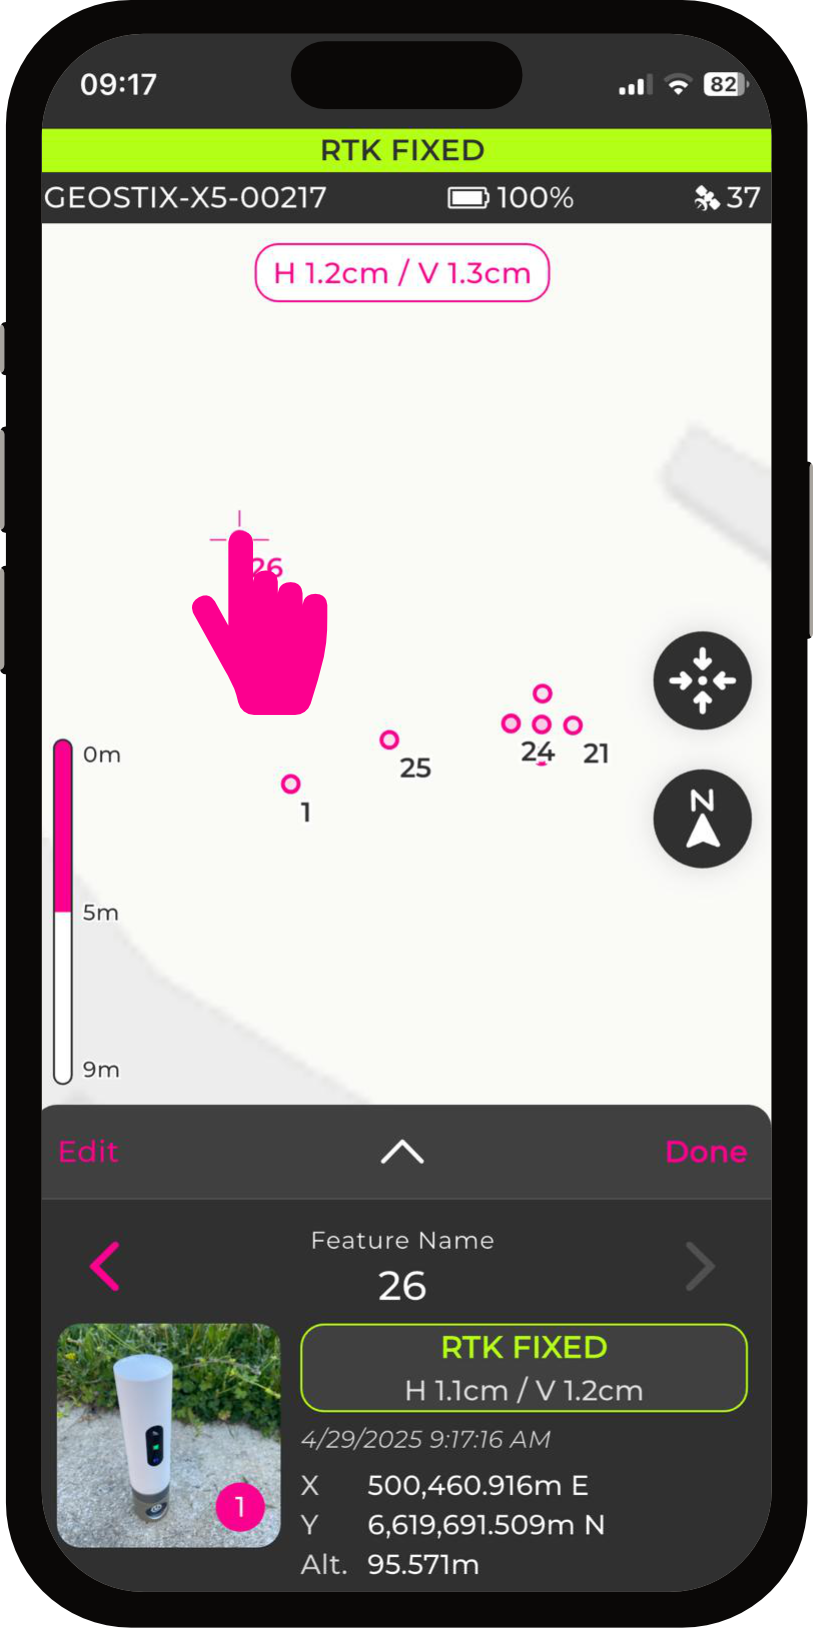 09:17
82
RTK FIXED
GEOSTIX-X5-00217 100% 37
H 1.2cm / V 1.3cm
26
25
24 21
1
N
0m
5m
9m
Edit Done
Feature Name
26
RTK FIXED
H 1.1cm / V 1.2cm
4/29/2025 9:17:16 AM
1
X 500,460.916m E
Y 6,619,691.509m N
Alt. 95.571m